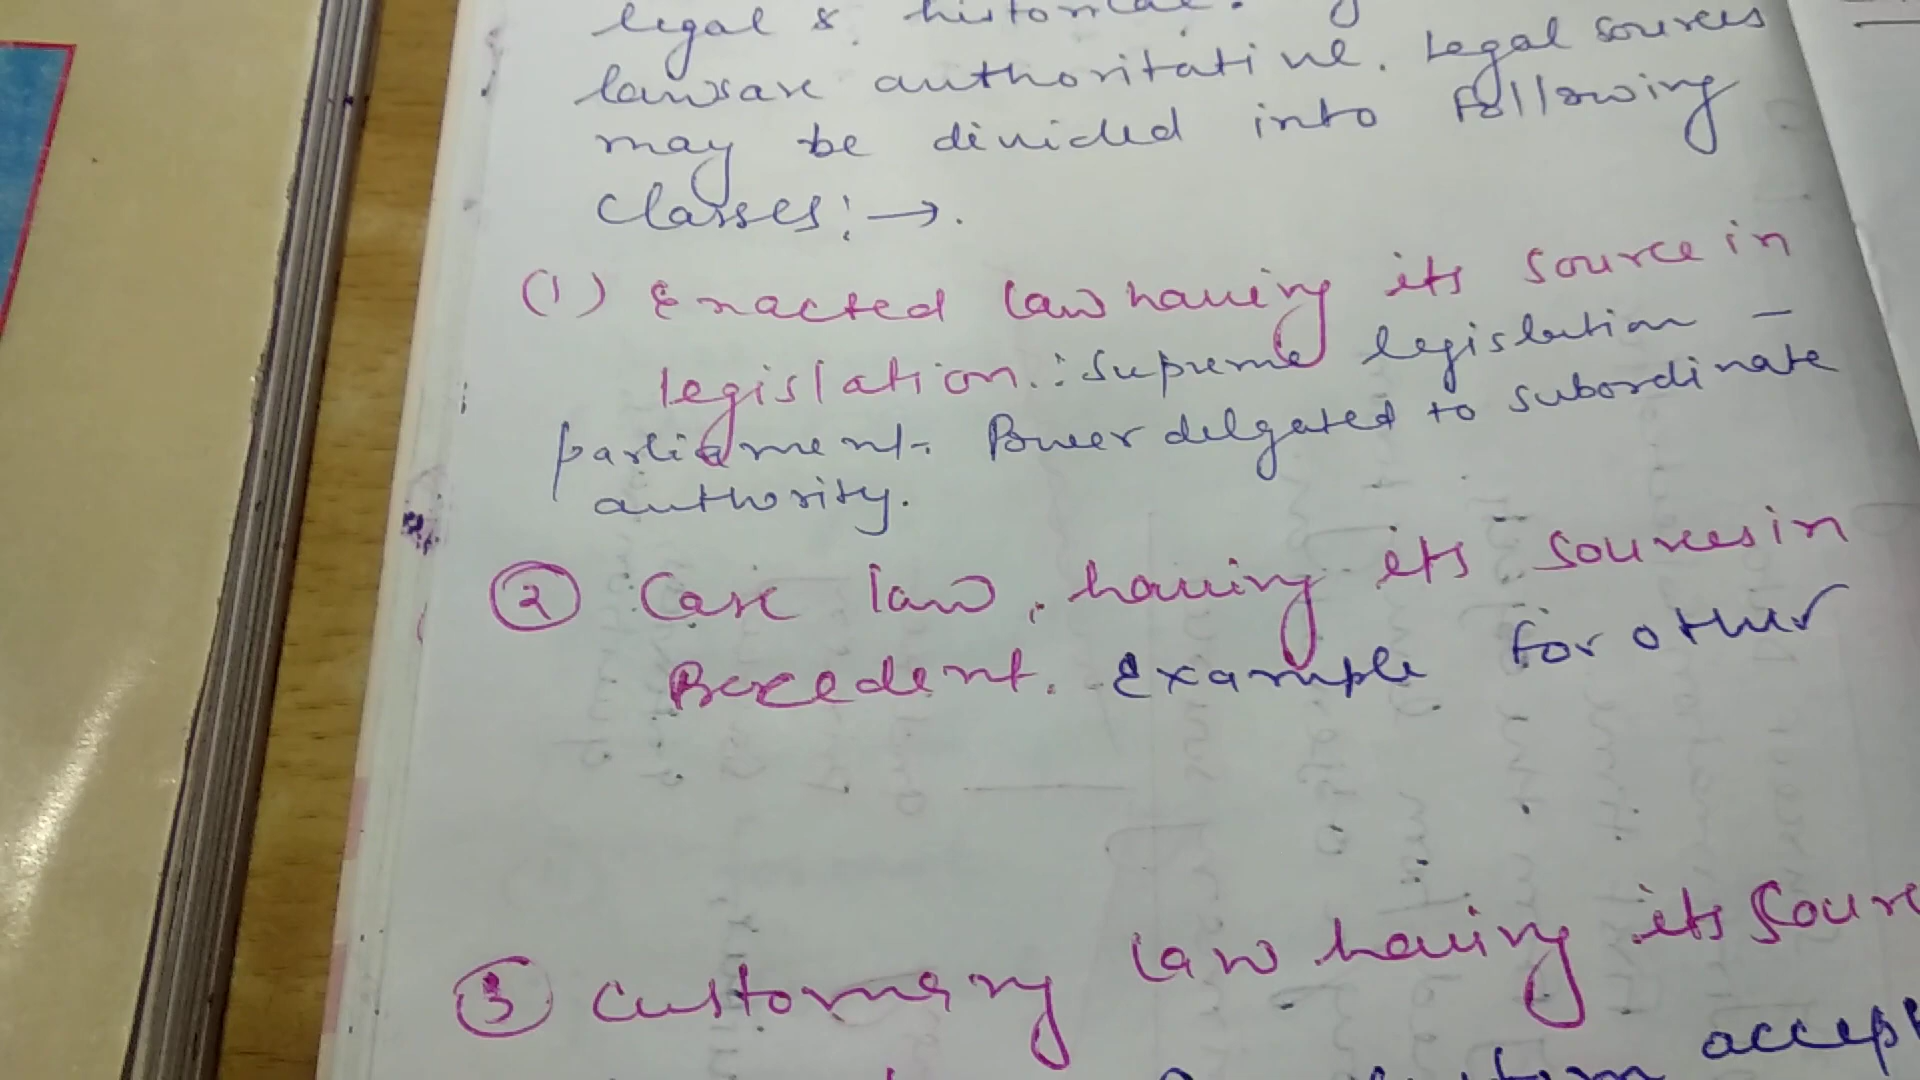 legal & historical.
laws are authoritative. Legal sources
may be divided into Following
classes: →.
(1) Enacted law having its source in
legislation. : Supreme legislation –
parliament. Power delgated to subordinate
authority.
(2) Case law, having its sources in
Precedent. Example for other
(3) Customary law having its Sour
accep